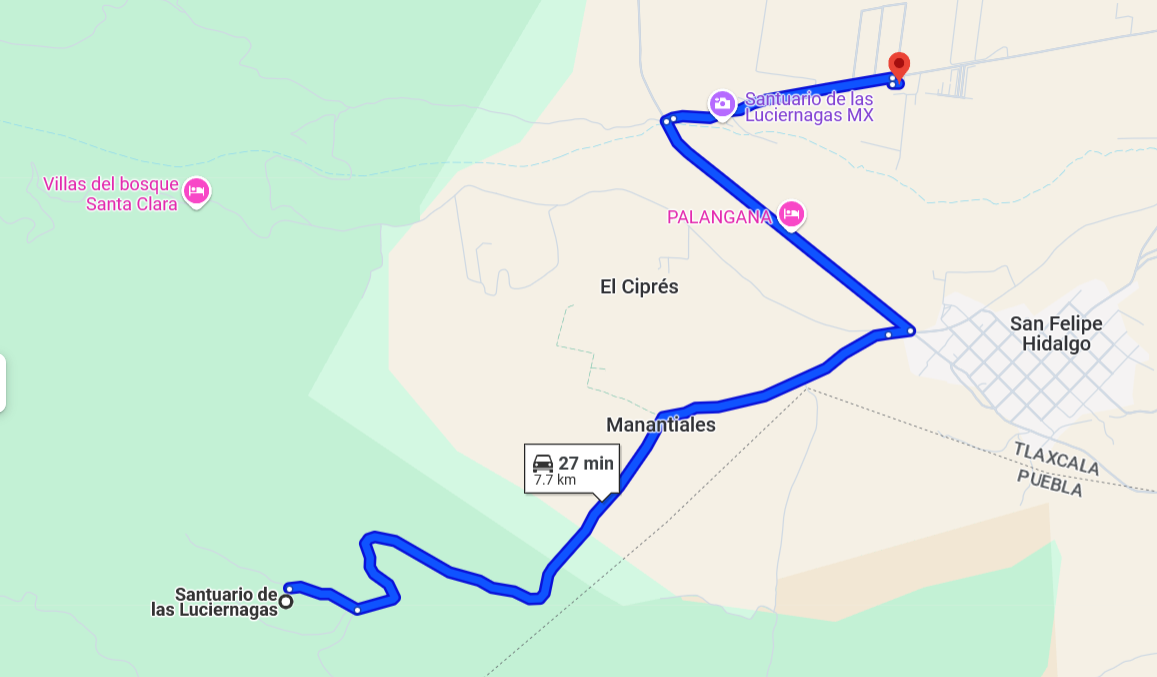 Santuario de las
Luciernagas MX
Villas del bosque
Santa Clara
PALANGANA
El Ciprés
San Felipe
Hidalgo
Manantiales
TLAXCALA
PUEBLA
27 min
7.7 km
Santuario de
las Luciernagas